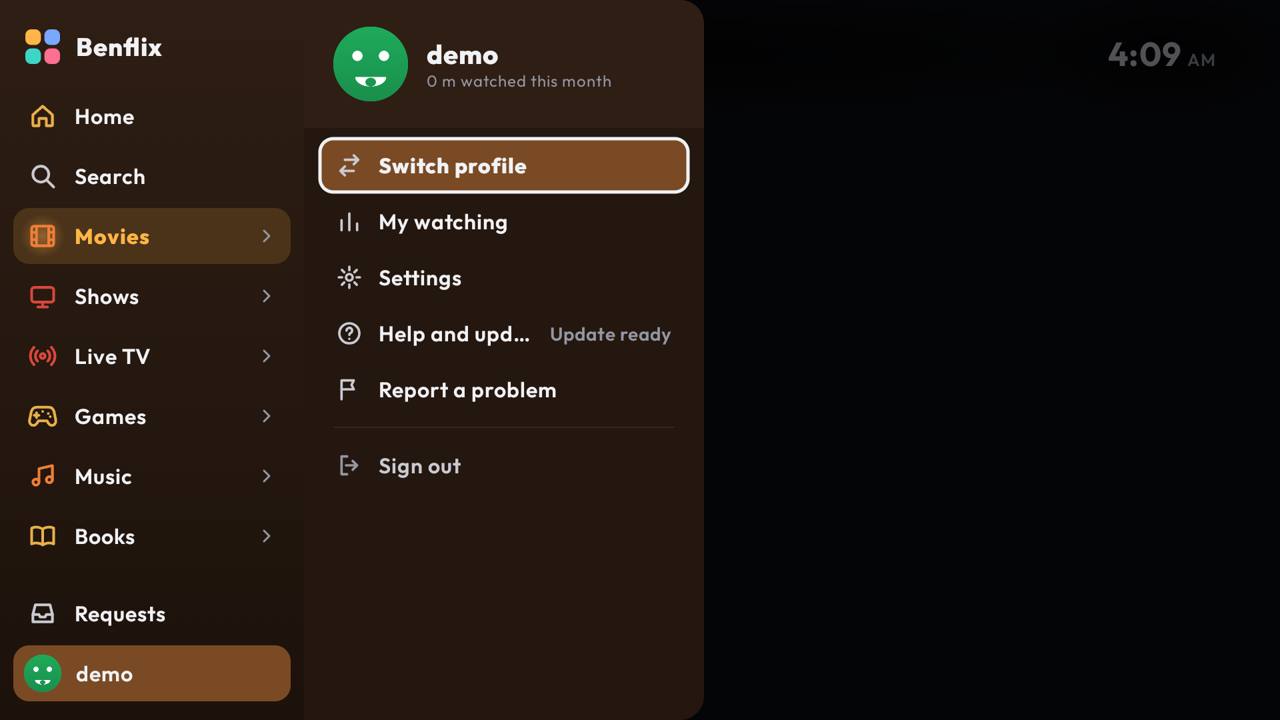 Benflix
Home
Search
Movies
Shows
Live TV
Games
Music
Books
Requests
demo
demo
0 m watched this month
Switch profile
My watching
Settings
Help and upd... Update ready
Report a problem
Sign out
4:09 AM